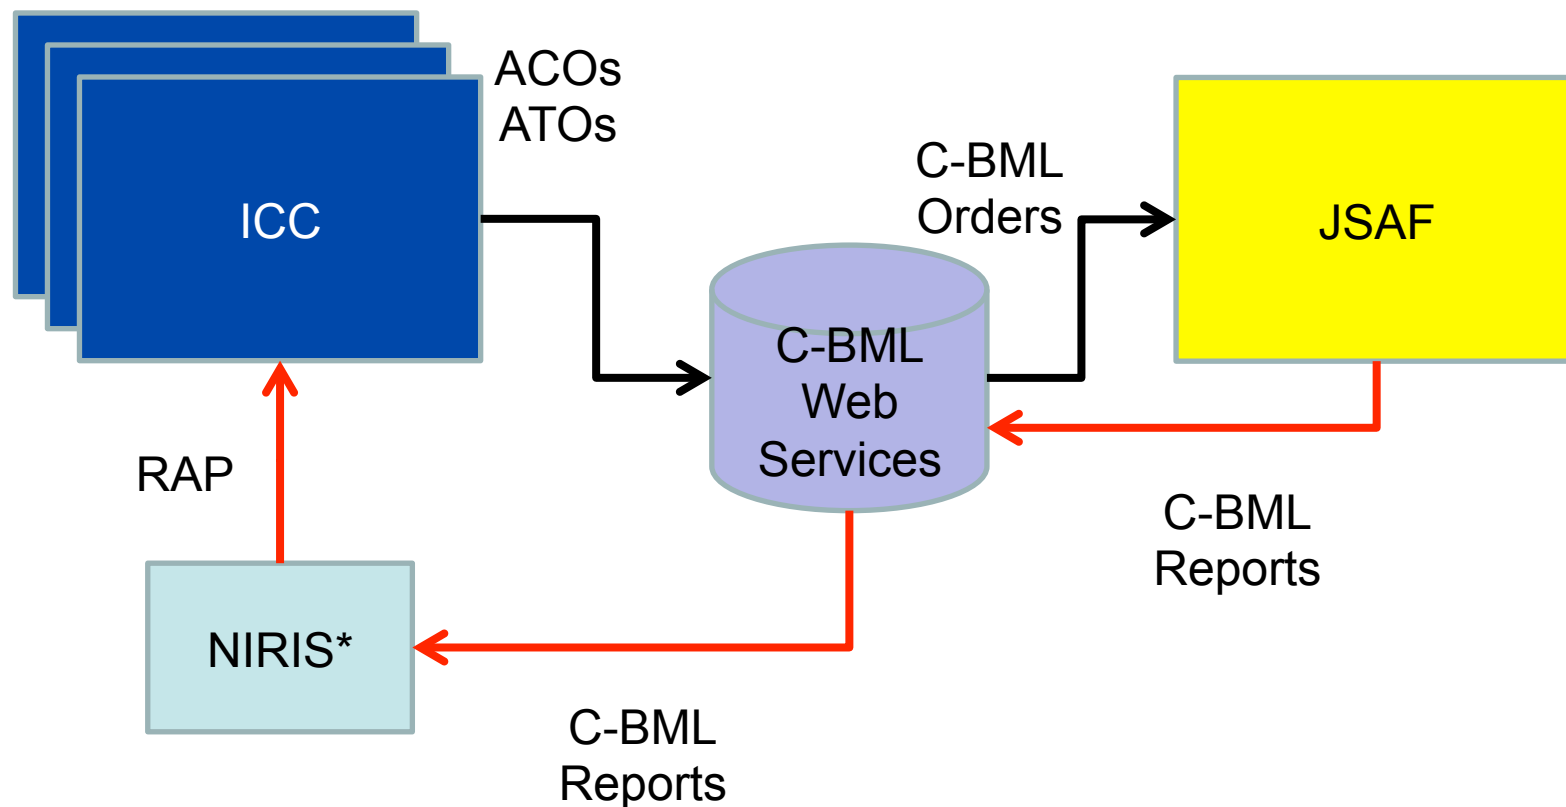 ACOs
ATOs
ICC
C-BML
Orders
JSAF
C-BML
Web
Services
RAP
C-BML
Reports
NIRIS*
C-BML
Reports